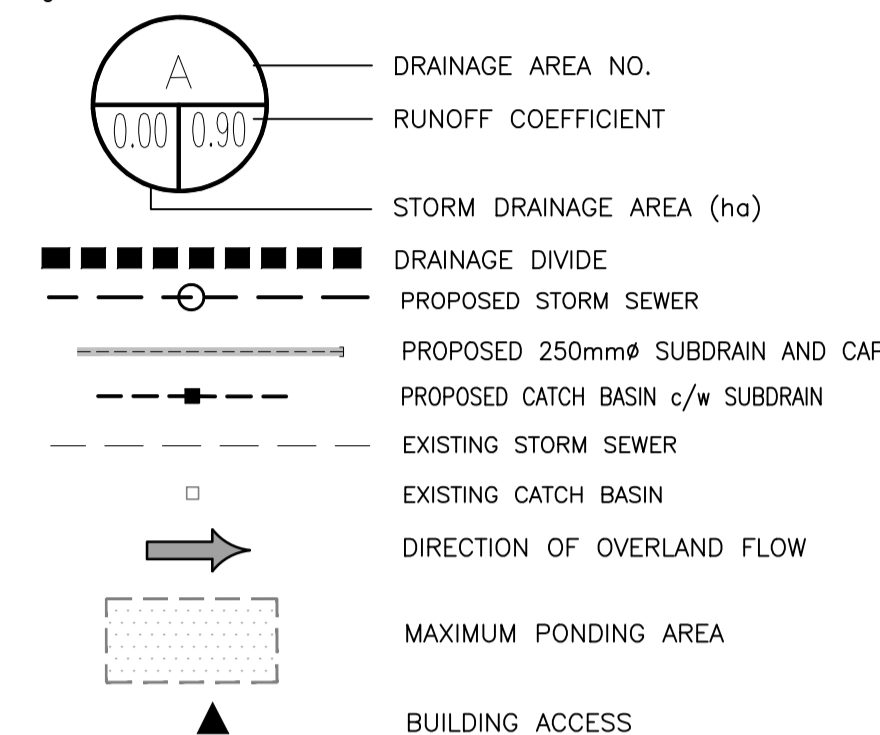 A
DRAINAGE AREA NO.
0.00 0.90
RUNOFF COEFFICIENT
STORM DRAINAGE AREA (ha)
DRAINAGE DIVIDE
PROPOSED STORM SEWER
PROPOSED 250mmø SUBDRAIN AND CAP
PROPOSED CATCH BASIN c/w SUBDRAIN
EXISTING STORM SEWER
EXISTING CATCH BASIN
DIRECTION OF OVERLAND FLOW
MAXIMUM PONDING AREA
BUILDING ACCESS